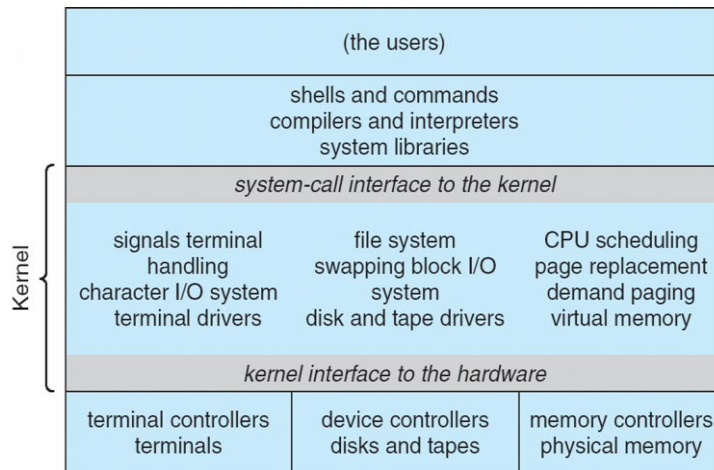 (the users)
shells and commands
compilers and interpreters
system libraries
system-call interface to the kernel
Kernel
signals terminal
handling
character I/O system
terminal drivers
file system
swapping block I/O
system
disk and tape drivers
CPU scheduling
page replacement
demand paging
virtual memory
kernel interface to the hardware
terminal controllers
terminals
device controllers
disks and tapes
memory controllers
physical memory